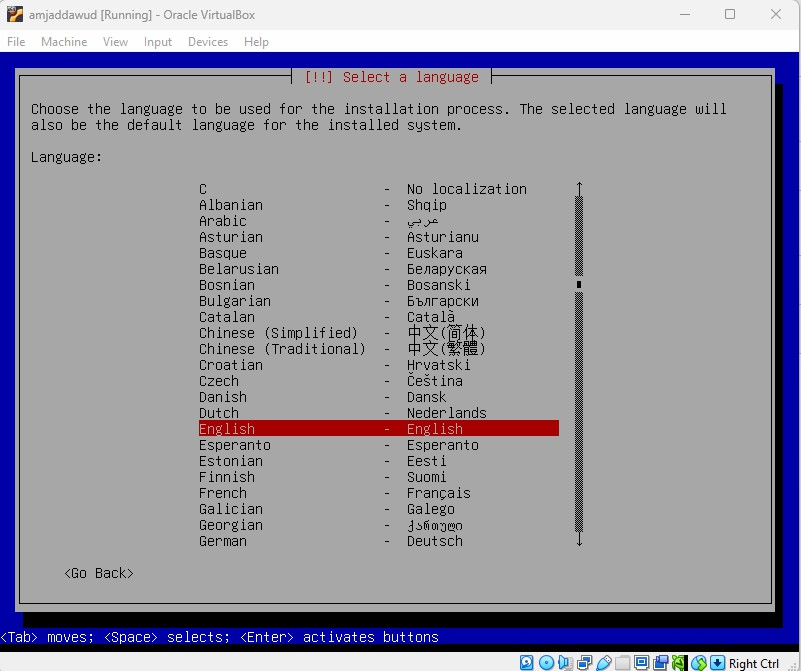 amjaddawud [Running] - Oracle VirtualBox
File Machine View Input Devices Help
[!!] Select a language
Choose the language to be used for the installation process. The selected language will
also be the default language for the installed system.
Language:
C - No localization
Albanian - Shqip
Arabic - عربي
Asturian - Asturianu
Basque - Euskara
Belarusian - Беларуская
Bosnian - Bosanski
Bulgarian - Български
Catalan - Català
Chinese (Simplified) - 中文(简体)
Chinese (Traditional) - 中文(繁體)
Croatian - Hrvatski
Czech - Čeština
Danish - Dansk
Dutch - Nederlands
English - English
Esperanto - Esperanto
Estonian - Eesti
Finnish - Suomi
French - Français
Galician - Galego
Georgian - ქართული
German - Deutsch
<Go Back>
<Tab> moves; <Space> selects; <Enter> activates buttons
Right Ctrl